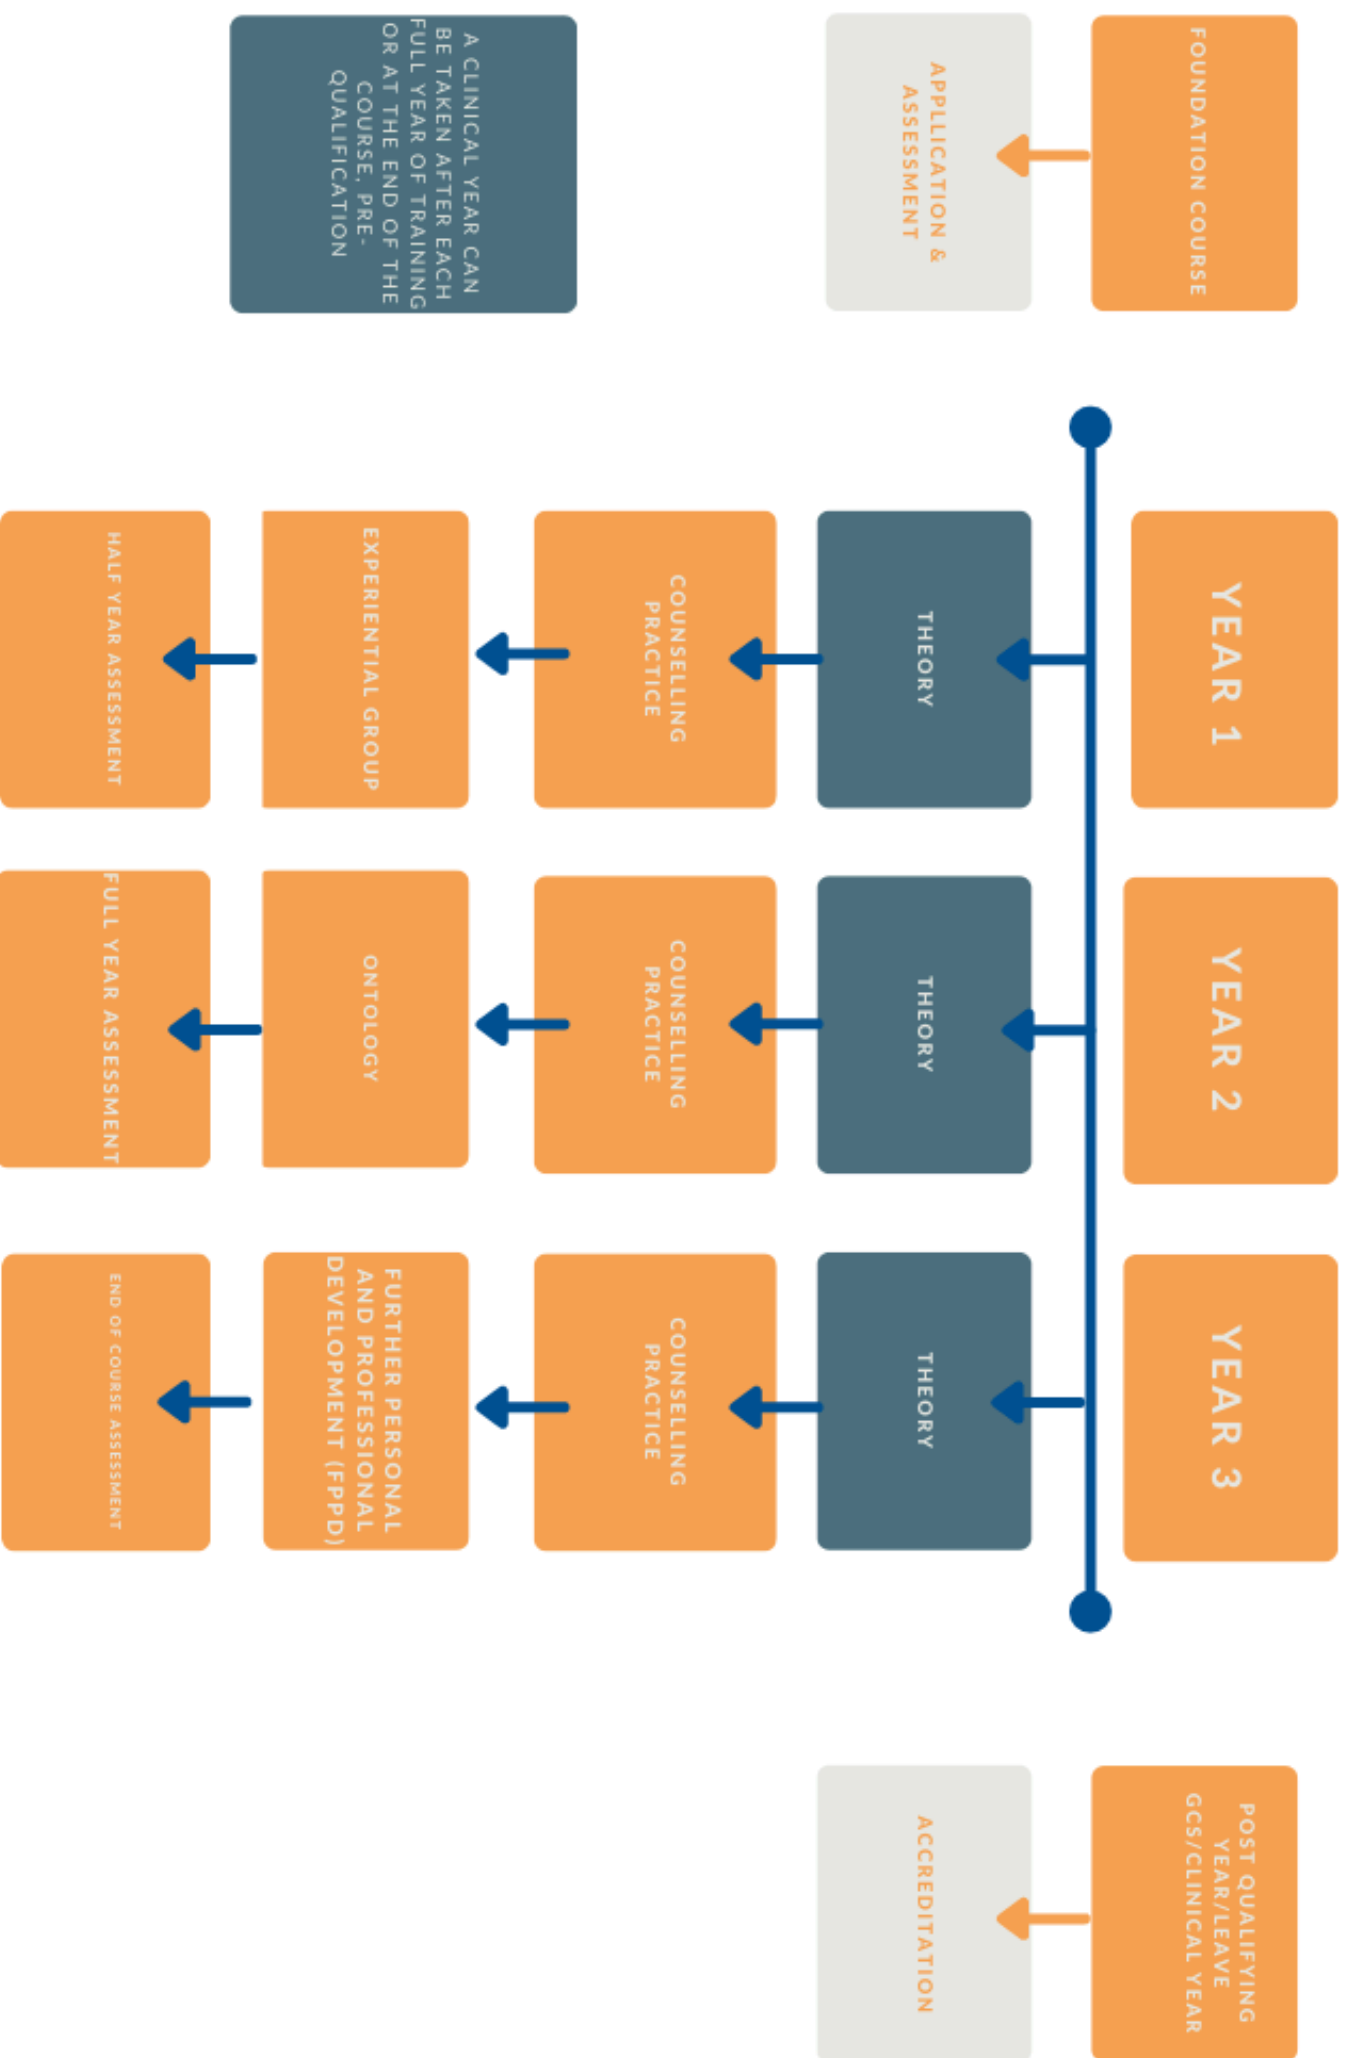 FOUNDATION COURSE
APPLLICATION &
ASSESSMENT
A CLINICAL YEAR CAN
BE TAKEN AFTER EACH
FULL YEAR OF TRAINING
OR AT THE END OF THE
COURSE, PRE-
QUALIFICATION
YEAR 1
THEORY
COUNSELLING
PRACTICE
EXPERIENTIAL GROUP
HALF YEAR ASSESSMENT
YEAR 2
THEORY
COUNSELLING
PRACTICE
ONTOLOGY
FULL YEAR ASSESSMENT
YEAR 3
THEORY
COUNSELLING
PRACTICE
FURTHER PERSONAL
AND PROFESSIONAL
DEVELOPMENT (FPPD)
END OF COURSE ASSESSMENT
POST QUALIFYING
YEAR/LEAVE
GCS/CLINICAL YEAR
ACCREDITATION